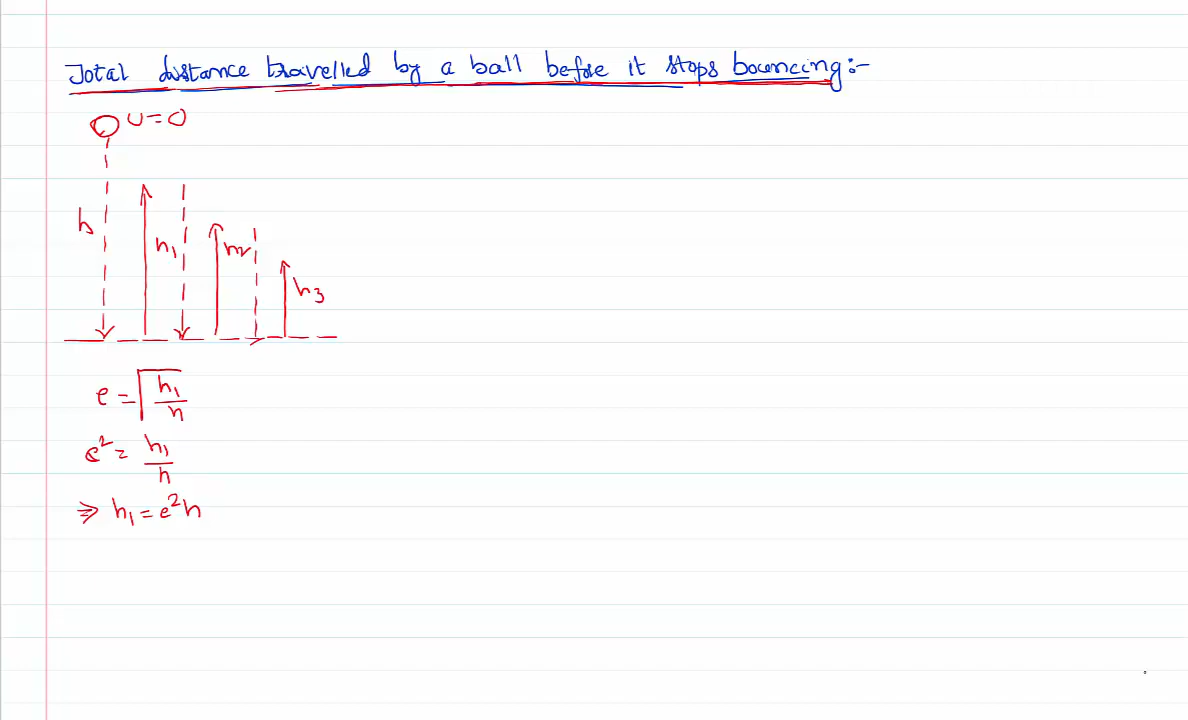 Total distance travelled by a ball before it stops bouncing:-
u=0
h
h₁
h₂
h₃
e = √(h₁/h)
e² = h₁/h
⇒ h₁ = e²h